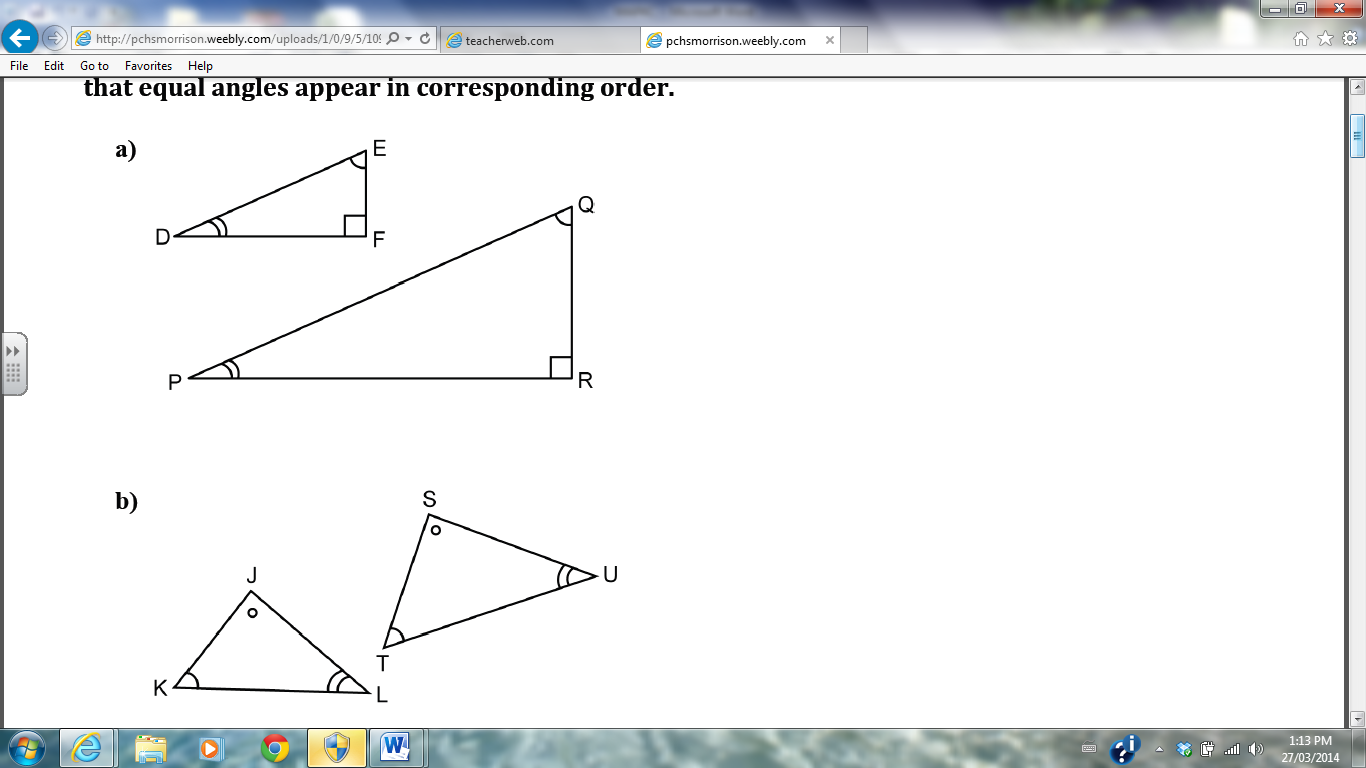 http://pchsmorrison.weebly.com/uploads/1/0/9/5/109
teacherweb.com
pchsmorrison.weebly.com
File Edit Go to Favorites Help
that equal angles appear in corresponding order.
a)
E
D
F
Q
P
R
b)
S
U
T
J
K
L
1:13 PM
27/03/2014